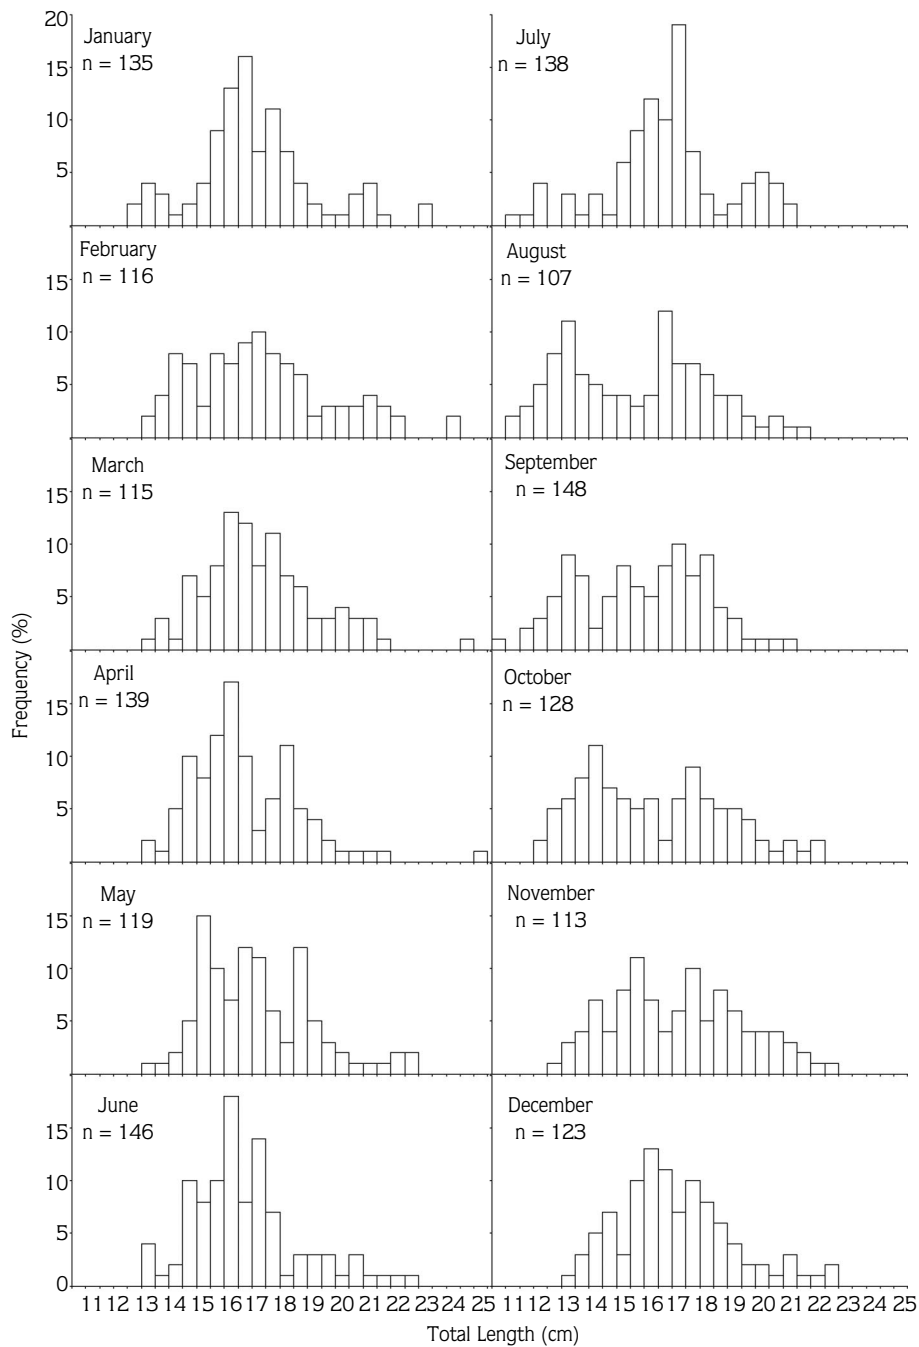 20
15
10
5
January
n = 135
July
n = 138
15
10
5
February
n = 116
August
n = 107
15
10
5
March
n = 115
September
n = 148
15
10
5
April
n = 139
October
n = 128
15
10
5
May
n = 119
November
n = 113
15
10
5
0
June
n = 146
December
n = 123
Frequency (%)
11 12 13 14 15 16 17 18 19 20 21 22 23 24 25 11 12 13 14 15 16 17 18 19 20 21 22 23 24 25
Total Length (cm)